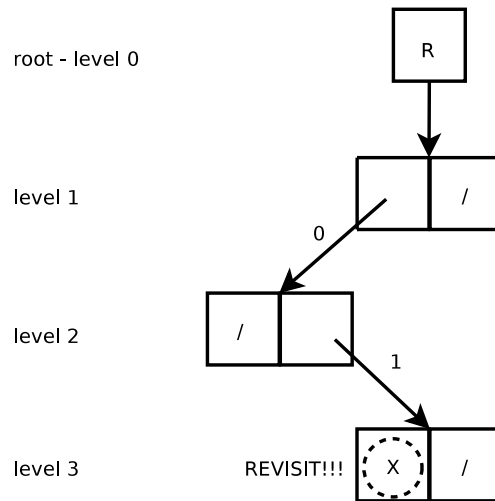 root - level 0
R
level 1
/
0
level 2
/
1
level 3
REVISIT!!!
X
/